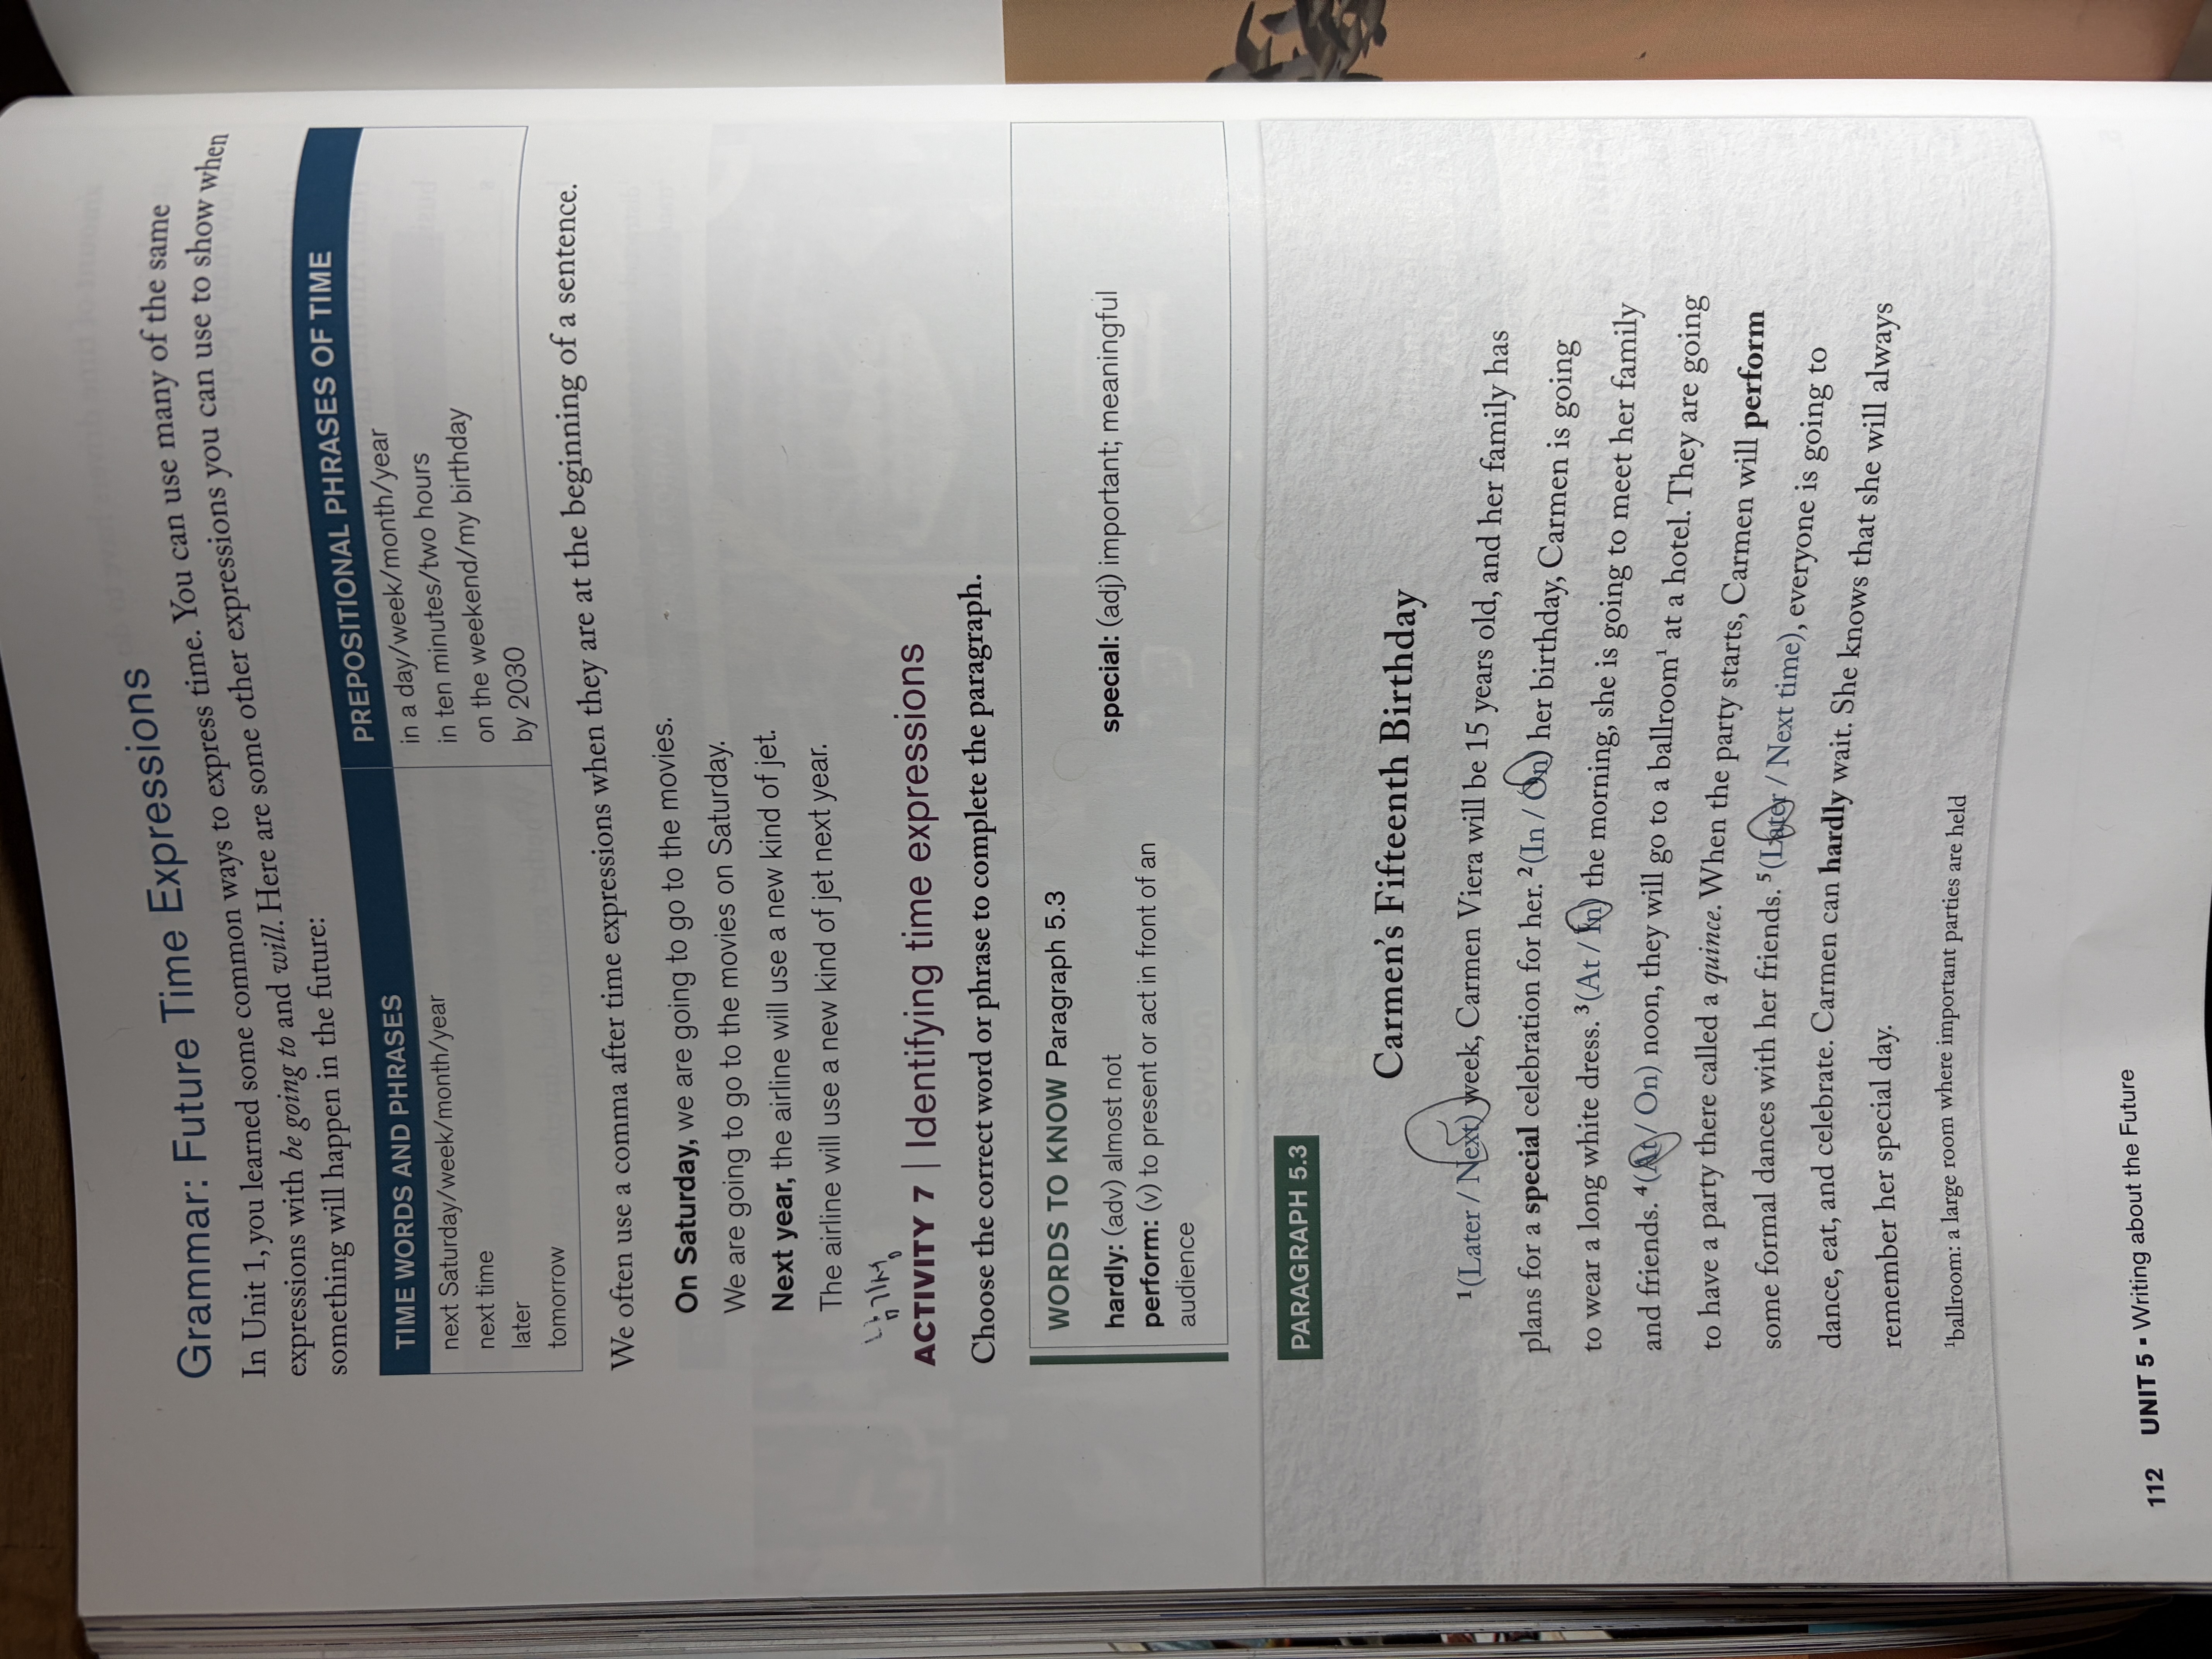 Grammar: Future Time Expressions
In Unit 1, you learned some common ways to express time. You can use many of the same
expressions with be going to and will. Here are some other expressions you can use to show when
something will happen in the future:
TIME WORDS AND PHRASES
next Saturday/week/month/year
next time
later
tomorrow
PREPOSITIONAL PHRASES OF TIME
in a day/week/month/year
in ten minutes/two hours
on the weekend/my birthday
by 2030
We often use a comma after time expressions when they are at the beginning of a sentence.
On Saturday, we are going to go to the movies.
We are going to go to the movies on Saturday.
Next year, the airline will use a new kind of jet.
The airline will use a new kind of jet next year.
남기성
ACTIVITY 7 | Identifying time expressions
Choose the correct word or phrase to complete the paragraph.
WORDS TO KNOW Paragraph 5.3
hardly: (adv) almost not
perform: (v) to present or act in front of an
audience
special: (adj) important; meaningful
PARAGRAPH 5.3
Carmen's Fifteenth Birthday
¹(Later / Next) week, Carmen Viera will be 15 years old, and her family has
plans for a special celebration for her. ²(In / On) her birthday, Carmen is going
to wear a long white dress. ³(At / In) the morning, she is going to meet her family
and friends. ⁴(At / On) noon, they will go to a ballroom¹ at a hotel. They are going
to have a party there called a quince. When the party starts, Carmen will perform
some formal dances with her friends. ⁵(Later / Next time), everyone is going to
dance, eat, and celebrate. Carmen can hardly wait. She knows that she will always
remember her special day.
¹ballroom: a large room where important parties are held
112 UNIT 5 ▪ Writing about the Future